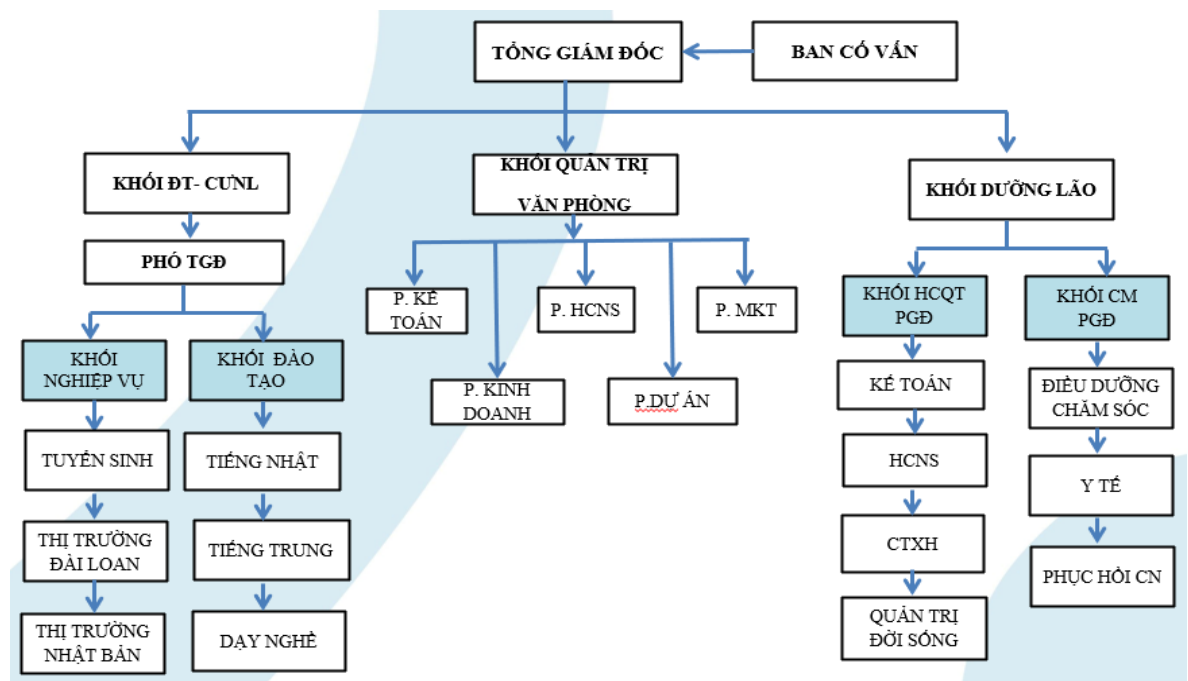 TỔNG GIÁM ĐỐC
BAN CỐ VẤN
KHỐI ĐT- CƯNL
KHỐI QUẢN TRỊ
VĂN PHÒNG
KHỐI DƯỠNG LÃO
PHÓ TGĐ
P. KẾ
TOÁN
P. HCNS
P. MKT
P. KINH
DOANH
P.DỰ ÁN
KHỐI HCQT
PGĐ
KHỐI CM
PGĐ
KHỐI
NGHIỆP VỤ
KHỐI ĐÀO
TẠO
KẾ TOÁN
ĐIỀU DƯỠNG
CHĂM SÓC
TUYỂN SINH
TIẾNG NHẬT
HCNS
Y TẾ
THỊ TRƯỜNG
ĐÀI LOAN
TIẾNG TRUNG
CTXH
PHỤC HỒI CN
THỊ TRƯỜNG
NHẬT BẢN
DẠY NGHỀ
QUẢN TRỊ
ĐỜI SỐNG